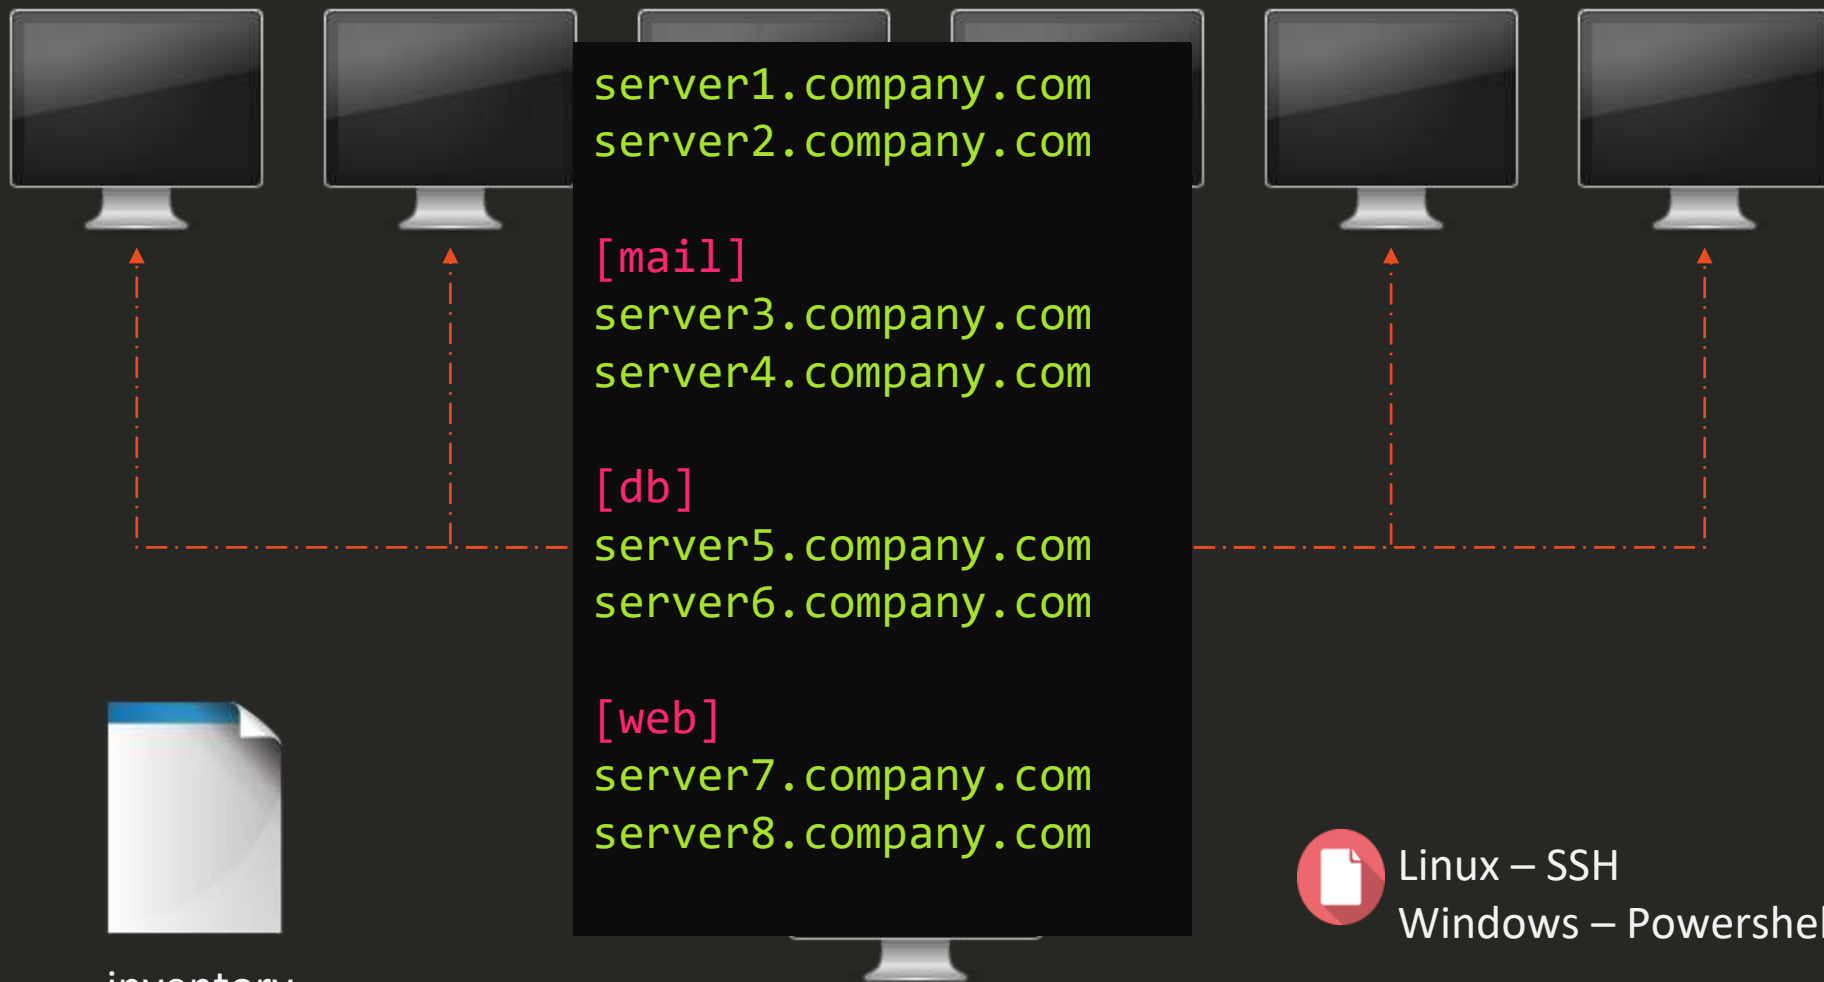 server1.company.com
server2.company.com
[mail]
server3.company.com
server4.company.com
[db]
server5.company.com
server6.company.com
[web]
server7.company.com
server8.company.com
Linux – SSH
Windows – Powershel
inventory